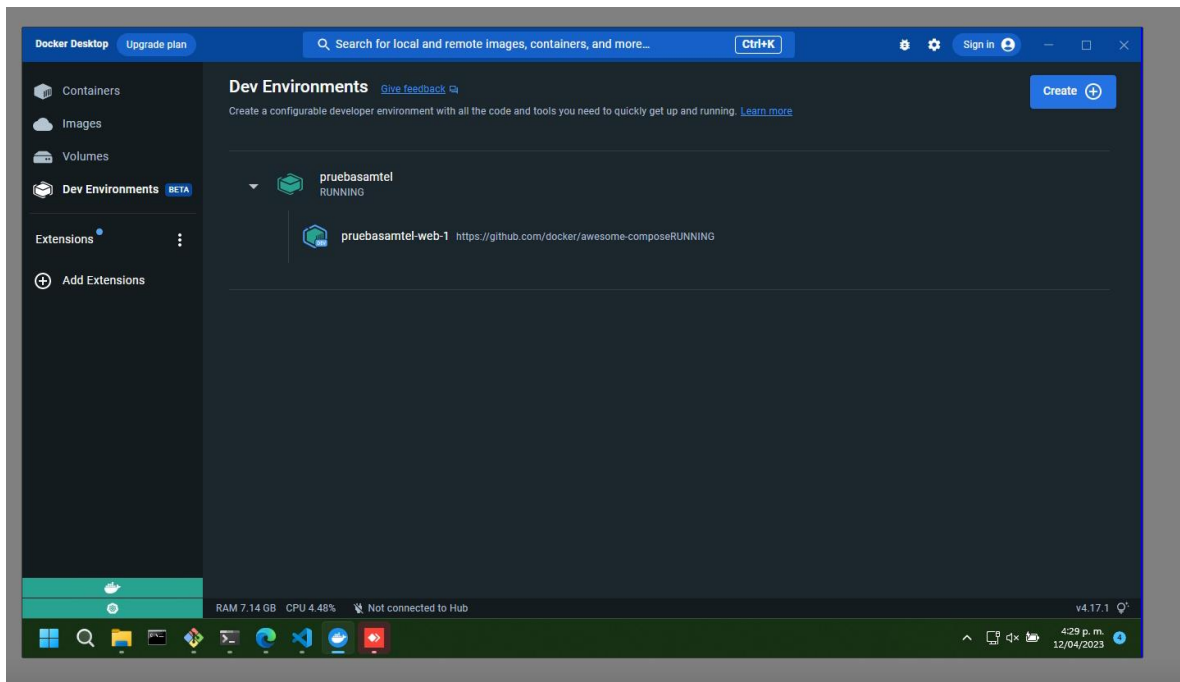 Docker Desktop Upgrade plan Search for local and remote images, containers, and more... Ctrl+K Sign in
Containers
Images
Volumes
Dev Environments BETA
Extensions
Add Extensions
Dev Environments Give feedback
Create
Create a configurable developer environment with all the code and tools you need to quickly get up and running. Learn more
pruebasamtel
RUNNING
pruebasamtel-web-1 https://github.com/docker/awesome-composeRUNNING
RAM 7.14 GB CPU 4.48% Not connected to Hub v4.17.1
4:29 p. m.
12/04/2023
4